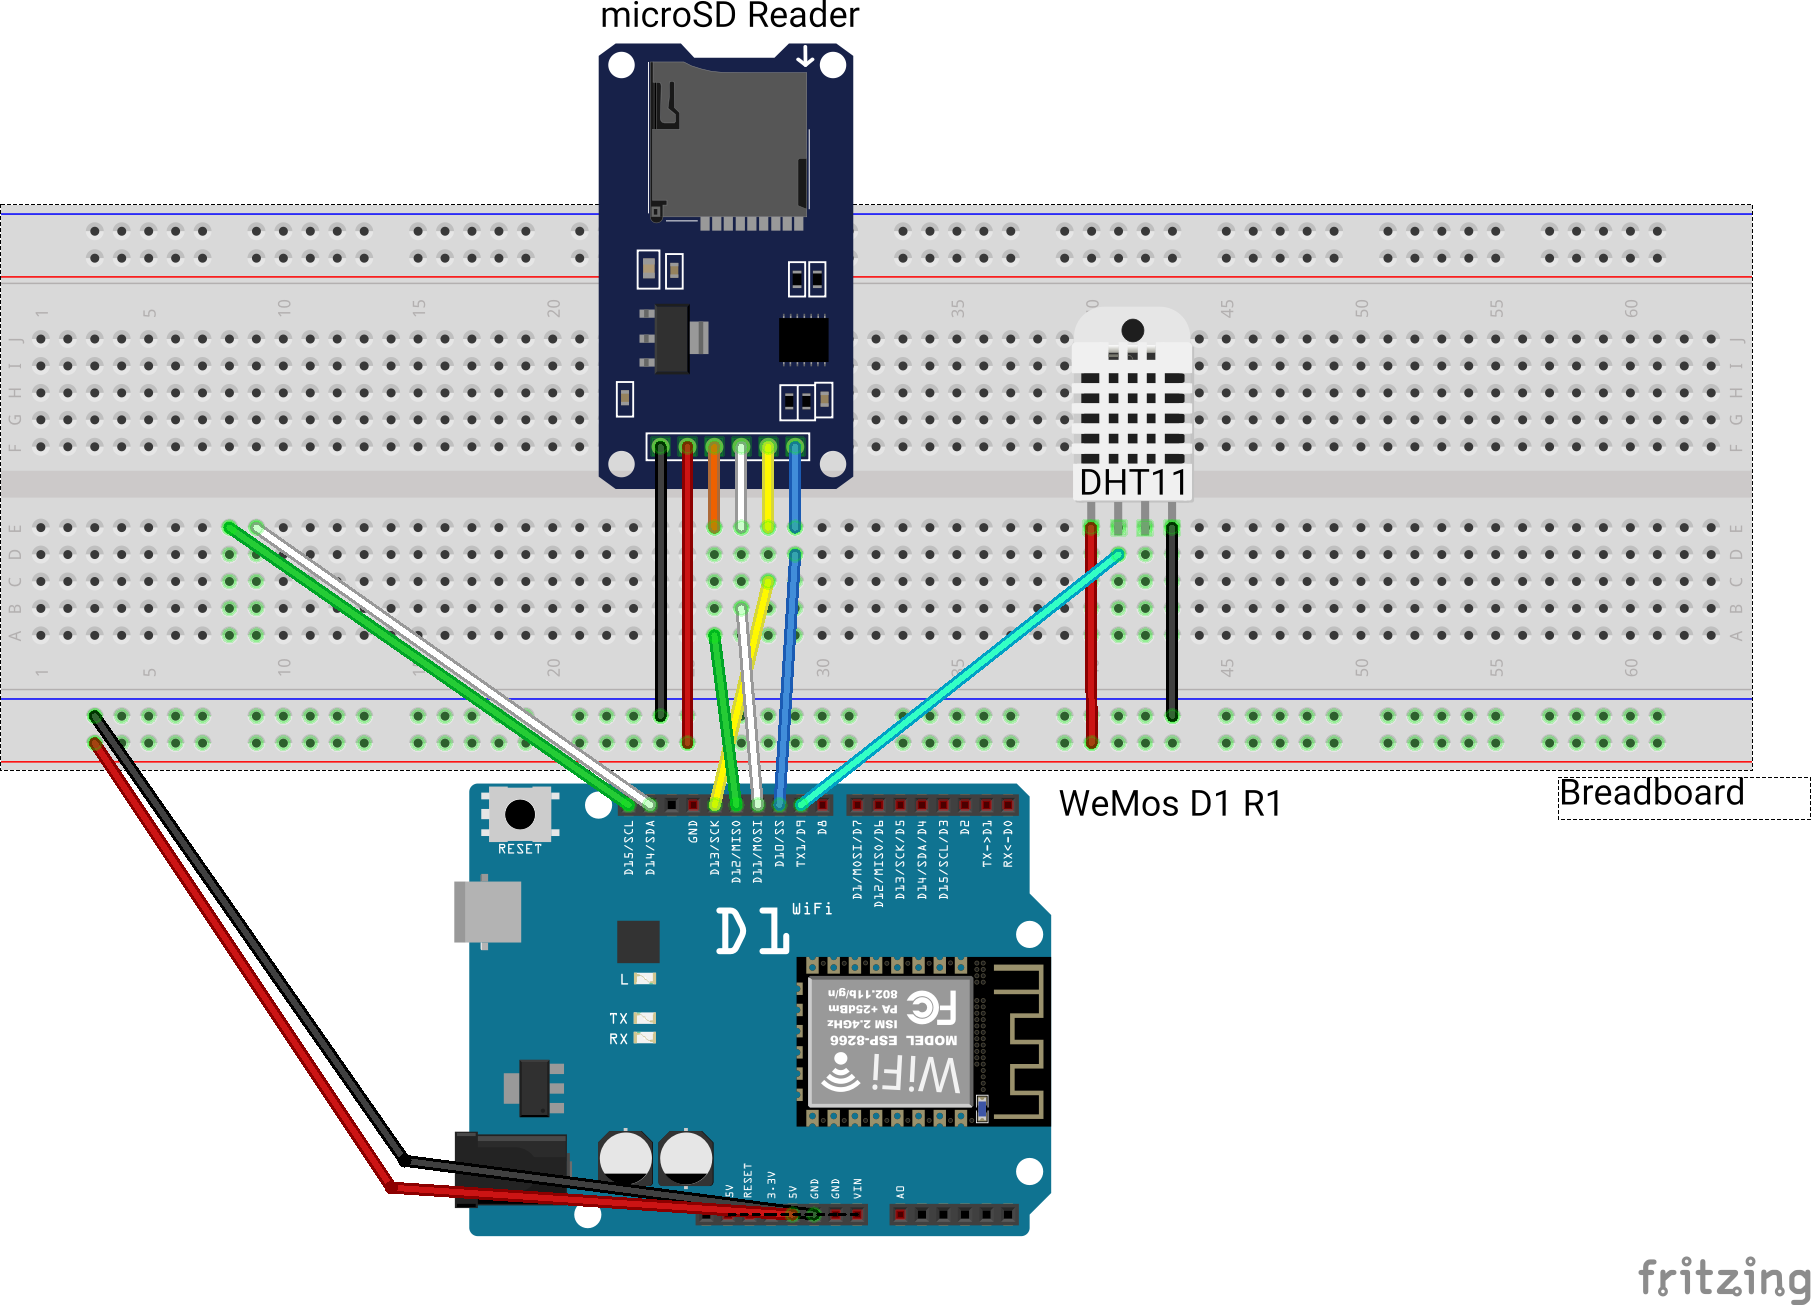 microSD Reader
1 5 10 15 20 35 0 45 50 55 60
J J
I I
H H
G G
F F
DHT11
E E
D D
C C
B B
A A
1 5 10 15 20 30 35 45 50 55 60
Breadboard
WeMos D1 R1
RESET
D15/SCL
D14/SDA
GND
D13/SCK
D12/MISO
D11/MOSI
D10/SS
TX1/D9
D8
D1/MOSI/D7
D12/MISO/D6
D13/SCK/D5
D14/SDA/D4
D15/SCL/D3
D2
TX->D1
RX<-D0
D1 WiFi
L
TX
RX
WiFi
MODEL ESP-8266
ISM 2.4GHz
PA +25dBm
802.11b/g/n
FC
5V
RESET
3.3V
5V
GND
GND
VIN
A0
fritzing